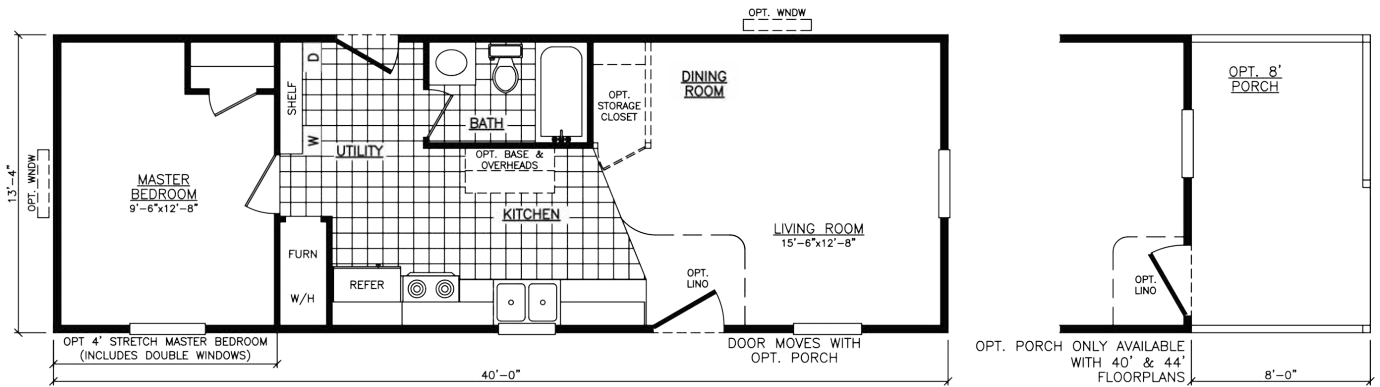 OPT. WNDW
13'-4"
OPT. WNDW
MASTER
BEDROOM
9'-6"x12'-8"
SHELF
D
W
UTILITY
BATH
OPT. BASE &
OVERHEADS
KITCHEN
OPT.
STORAGE
CLOSET
DINING
ROOM
LIVING ROOM
15'-6"x12'-8"
FURN
W/H
REFER
OPT.
LINO
OPT 4' STRETCH MASTER BEDROOM
(INCLUDES DOUBLE WINDOWS)
DOOR MOVES WITH
OPT. PORCH
40'-0"
OPT. 8'
PORCH
OPT.
LINO
OPT. PORCH ONLY AVAILABLE
WITH 40' & 44'
FLOORPLANS
8'-0"